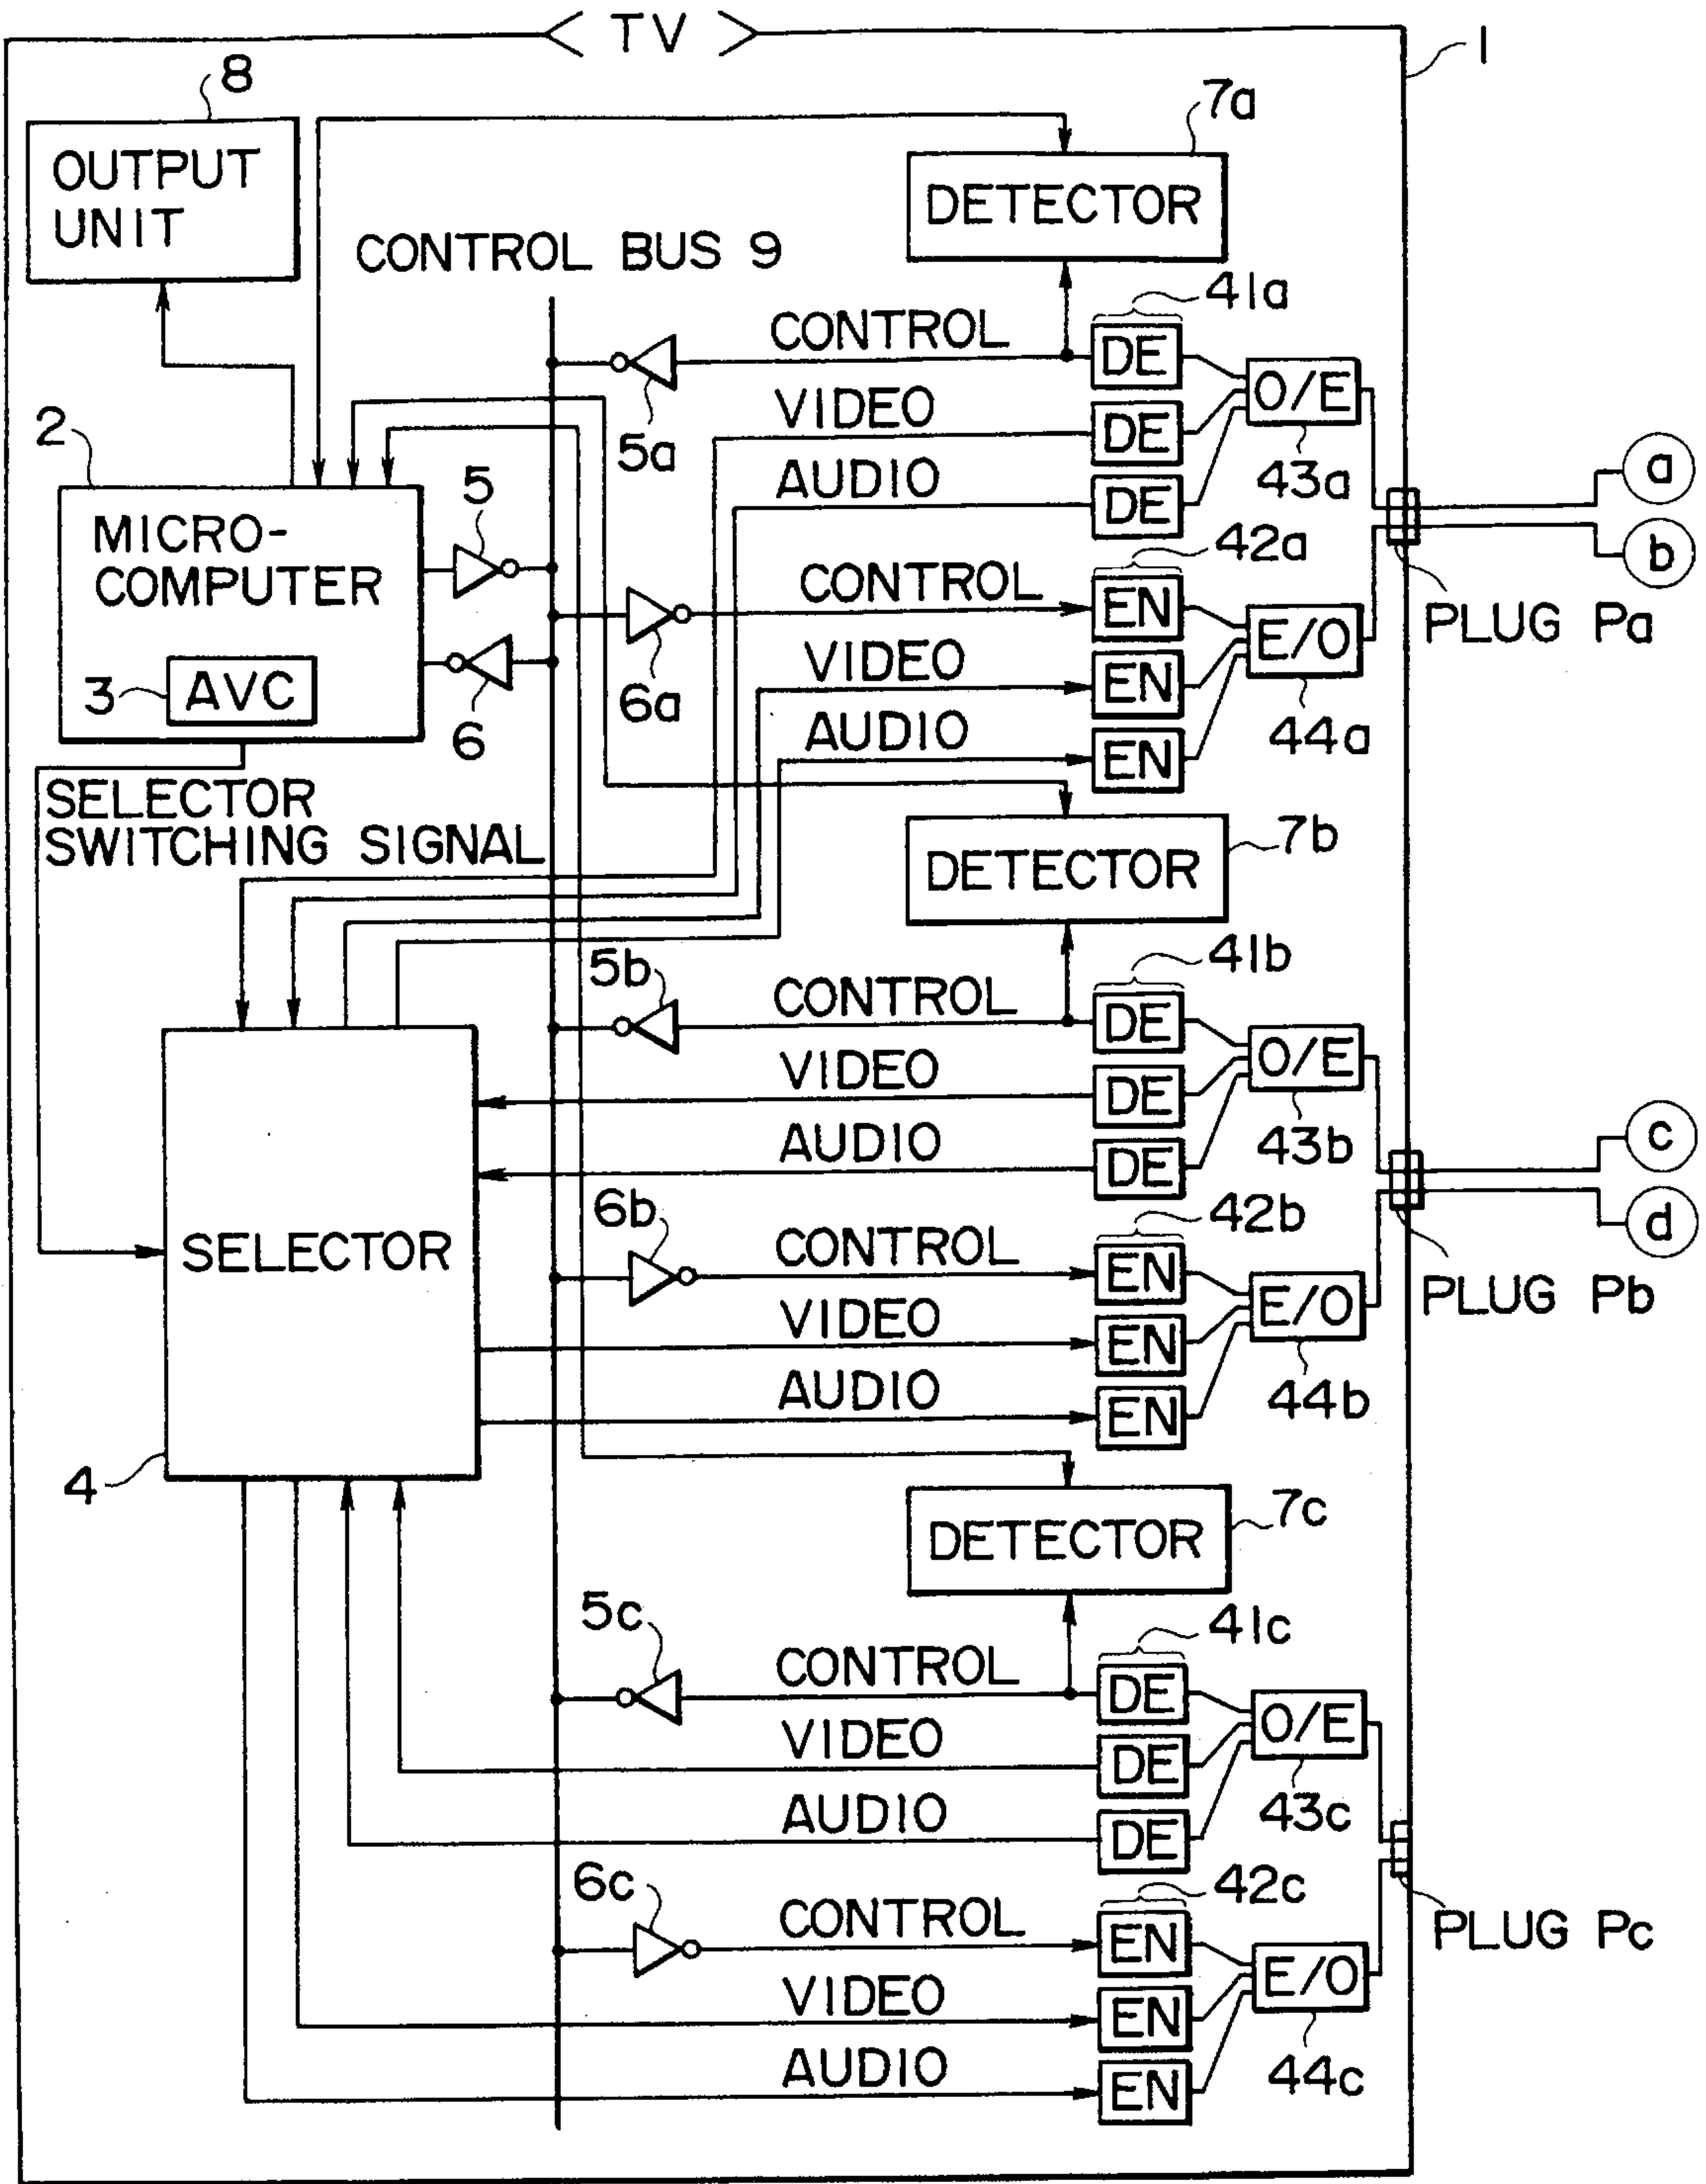 < TV >
1
8
OUTPUT
UNIT
7a
DETECTOR
CONTROL BUS 9
41a
CONTROL
DE
O/E
5a
VIDEO
DE
43a
AUDIO
DE
a
b
PLUG Pa
2
MICRO-
COMPUTER
3
AVC
5
6
42a
CONTROL
EN
E/O
6a
VIDEO
EN
44a
AUDIO
EN
SELECTOR
SWITCHING SIGNAL
7b
DETECTOR
41b
5b
CONTROL
DE
O/E
VIDEO
DE
43b
AUDIO
DE
c
d
PLUG Pb
SELECTOR
4
6b
42b
CONTROL
EN
E/O
VIDEO
EN
44b
AUDIO
EN
7c
DETECTOR
5c
41c
CONTROL
DE
O/E
VIDEO
DE
43c
AUDIO
DE
PLUG Pc
6c
42c
CONTROL
EN
E/O
VIDEO
EN
44c
AUDIO
EN